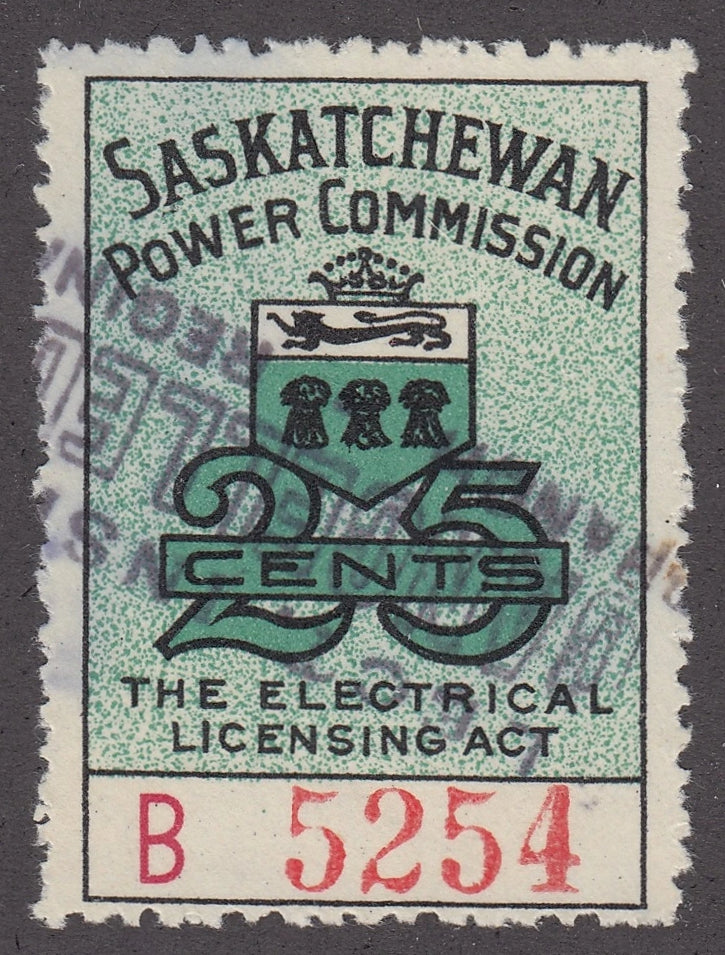 SASKATCHEWAN
POWER COMMISSION
25
CENTS
THE ELECTRICAL
LICENSING ACT
B 5254